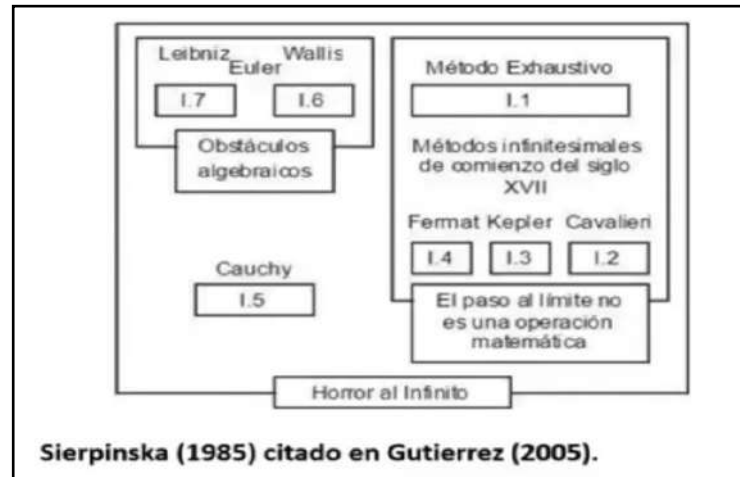 Leibniz Wallis
Euler
I.7 I.6
Obstáculos
algebraicos
Cauchy
I.5
Método Exhaustivo
I.1
Métodos infinitesimales
de comienzo del siglo
XVII
Fermat Kepler Cavalieri
I.4 I.3 I.2
El paso al límite no
es una operación
matemática
Horror al Infinito
Sierpinska (1985) citado en Gutierrez (2005).